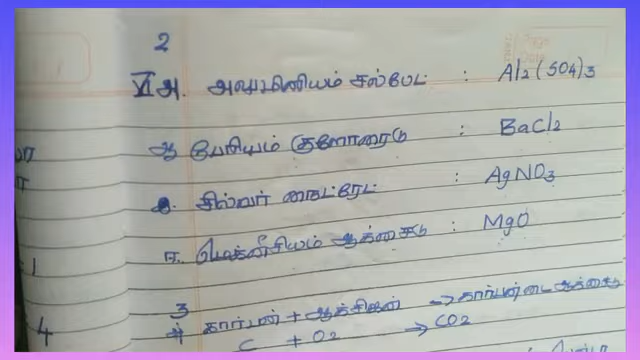 2
VI அ. அலுமினியம் சல்பேட் : Al2(SO4)3
ஆ பேரியம் குளோரைடு : BaCl2
இ. சில்வர் நைட்ரேட் : AgNO3
ஈ. மெக்னீசியம் ஆக்சைடு : MgO
3
அ கார்பன் + ஆக்சிஜன் → கார்பன் டை ஆக்சைடு
4
C + O2 → CO2